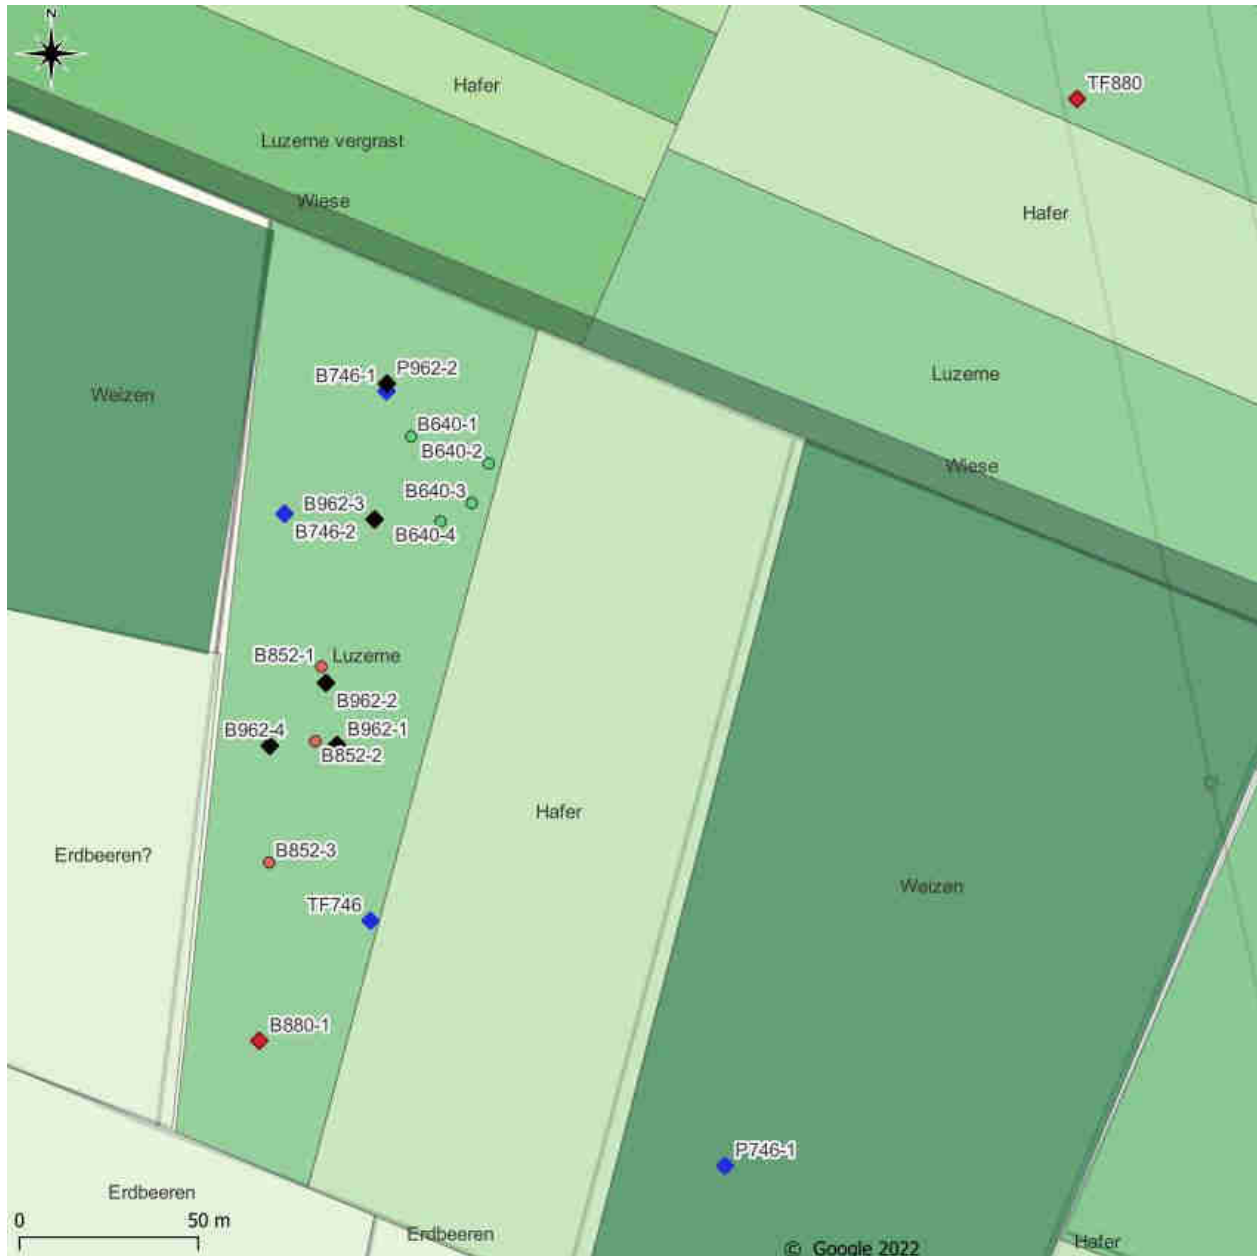 N
TF880
Hafer
Luzerne vergrast
Wiese
Hafer
P962-2
B746-1
Luzerne
Weizen
B640-1
B640-2
Wiese
B640-3
B962-3
B746-2
B640-4
B852-1
Luzerne
B962-2
B962-4
B962-1
B852-2
Hafer
B852-3
Erdbeeren?
Weizen
TF746
B880-1
P746-1
Erdbeeren
0
50 m
Erdbeeren
Hafer
© Google 2022